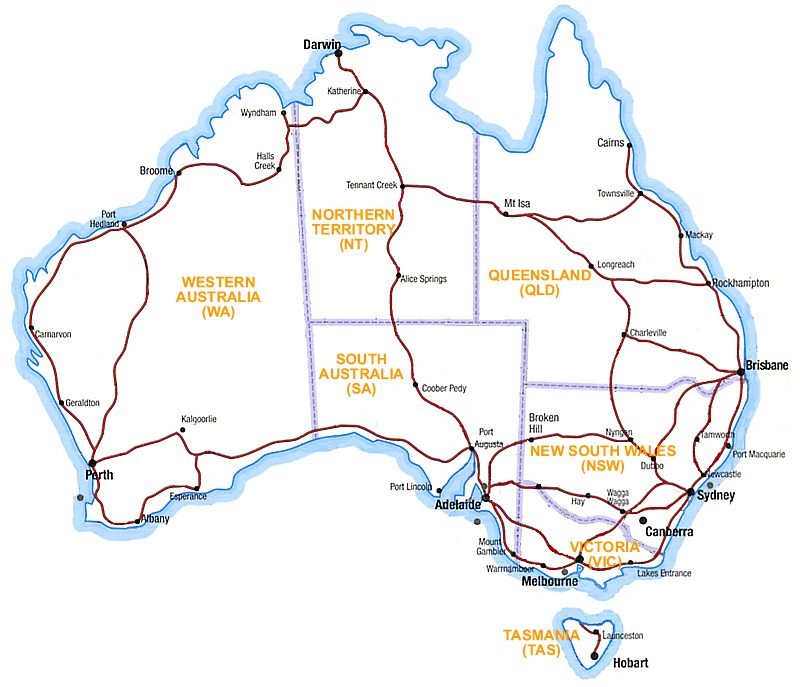 Darwin
Katherine
Wyndham
Halls
Creek
Broome
Port
Hedland
Cairns
Townsville
Tennant Creek
Mt Isa
NORTHERN
TERRITORY
(NT)
Mackay
WESTERN
AUSTRALIA
(WA)
Alice Springs
QUEENSLAND
(QLD)
Longreach
Rockhampton
Carnarvon
Charleville
SOUTH
AUSTRALIA
(SA)
Coober Pedy
Brisbane
Geraldton
Kalgoorlie
Port
Augusta
Broken
Hill
Nyngen
Tamworth
Port Macquarie
NEW SOUTH WALES
(NSW)
Dubbo
Perth
Newcastle
Port Lincoln
Esperance
Adelaide
Hay
Wagga
Wagga
Sydney
Albany
Canberra
Mount
Gambier
VICTORIA
(VIC)
Warrnambool
Melbourne
Lakes Entrance
TASMANIA
(TAS)
Launceston
Hobart